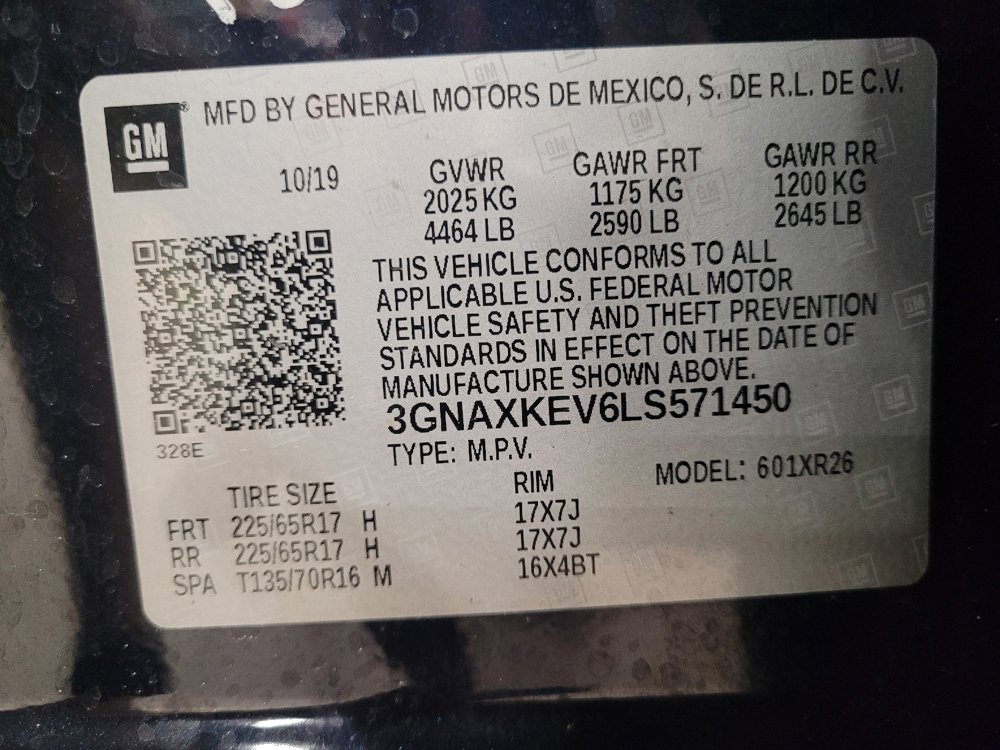 GM® MFD BY GENERAL MOTORS DE MEXICO, S. DE R.L. DE C.V.
10/19
GVWR GAWR FRT GAWR RR
2025 KG 1175 KG 1200 KG
4464 LB 2590 LB 2645 LB
THIS VEHICLE CONFORMS TO ALL
APPLICABLE U.S. FEDERAL MOTOR
VEHICLE SAFETY AND THEFT PREVENTION
STANDARDS IN EFFECT ON THE DATE OF
MANUFACTURE SHOWN ABOVE.
3GNAXKEV6LS571450
328E
TYPE: M.P.V. MODEL: 601XR26
TIRE SIZE RIM
FRT 225/65R17 H 17X7J
RR 225/65R17 H 17X7J
SPA T135/70R16 M 16X4BT